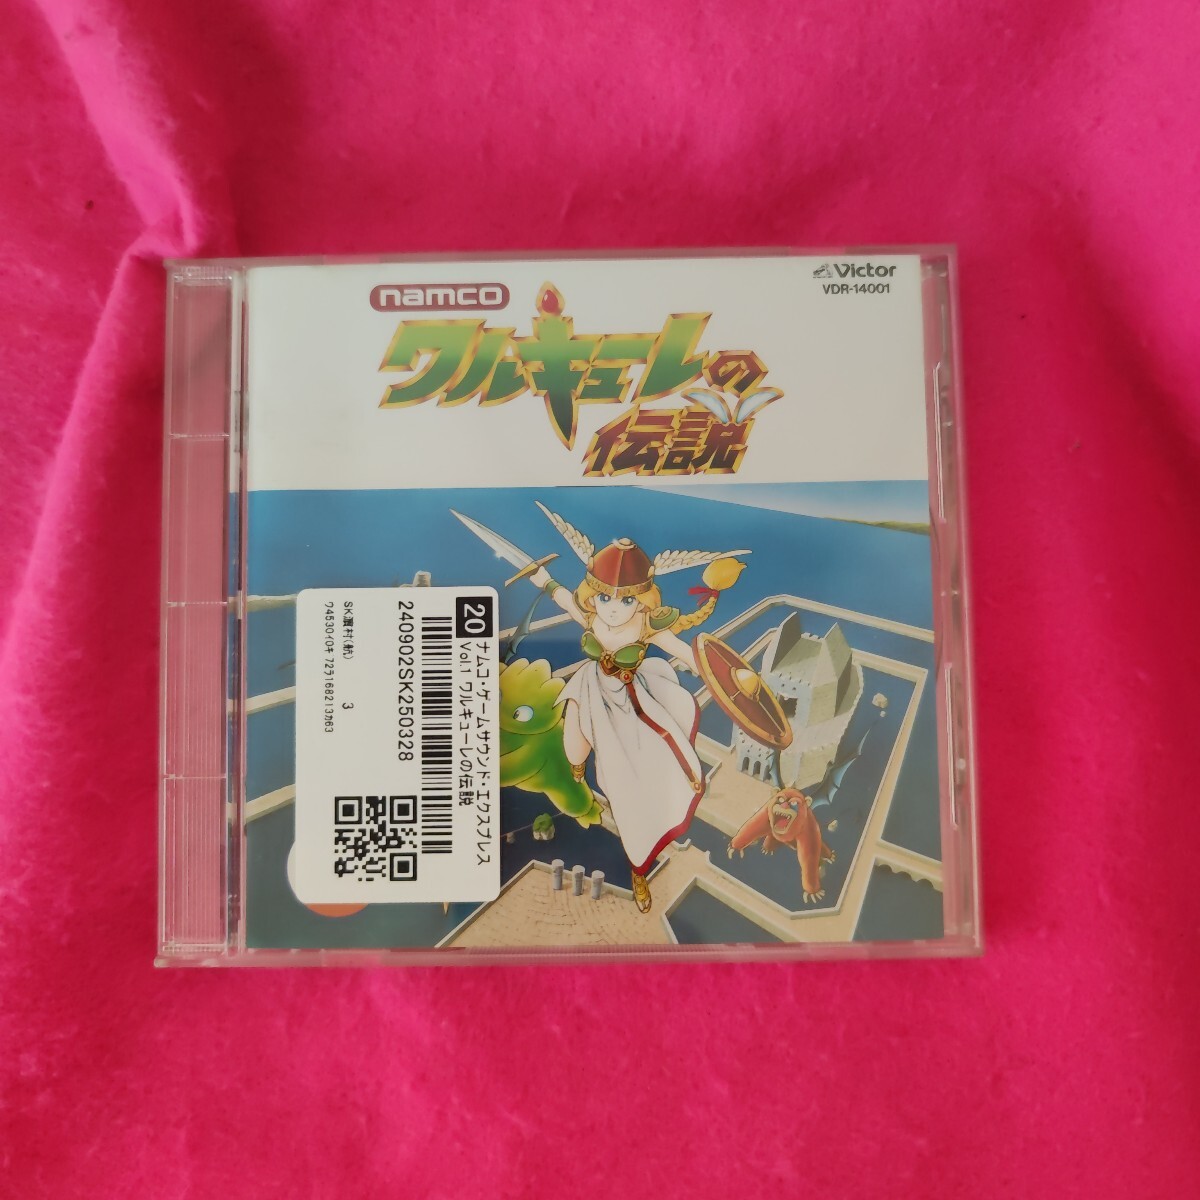 namco
Victor
VDR-14001
ワルキューレの
伝説
20
ナムコ・ゲームサウンド・エクスプレス
Vol.1 ワルキューレの伝説
240902SK250328
SK瀬村(航) 3